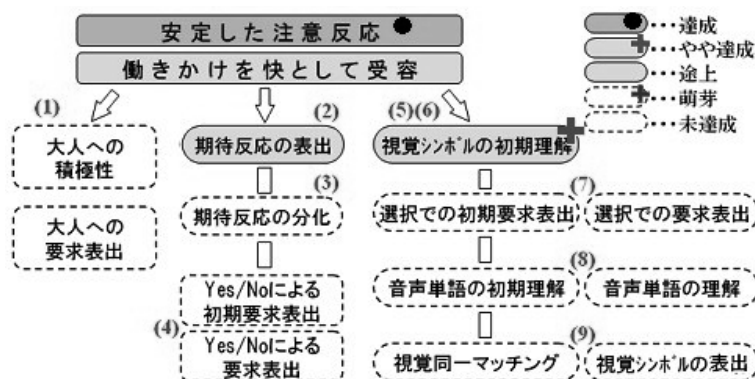 安定した注意反応
働きかけを快として受容
・・・達成
・・・やや達成
・・・途上
・・・萌芽
・・・未達成
(1)
大人への
積極性
大人への
要求表出
(2)
期待反応の表出
(3)
期待反応の分化
Yes/Noによる
初期要求表出
(4)
Yes/Noによる
要求表出
(5)(6)
視覚シンボルの初期理解
選択での初期要求表出
(7)
選択での要求表出
音声単語の初期理解
(8)
音声単語の理解
視覚同一マッチング
(9)
視覚シンボルの表出